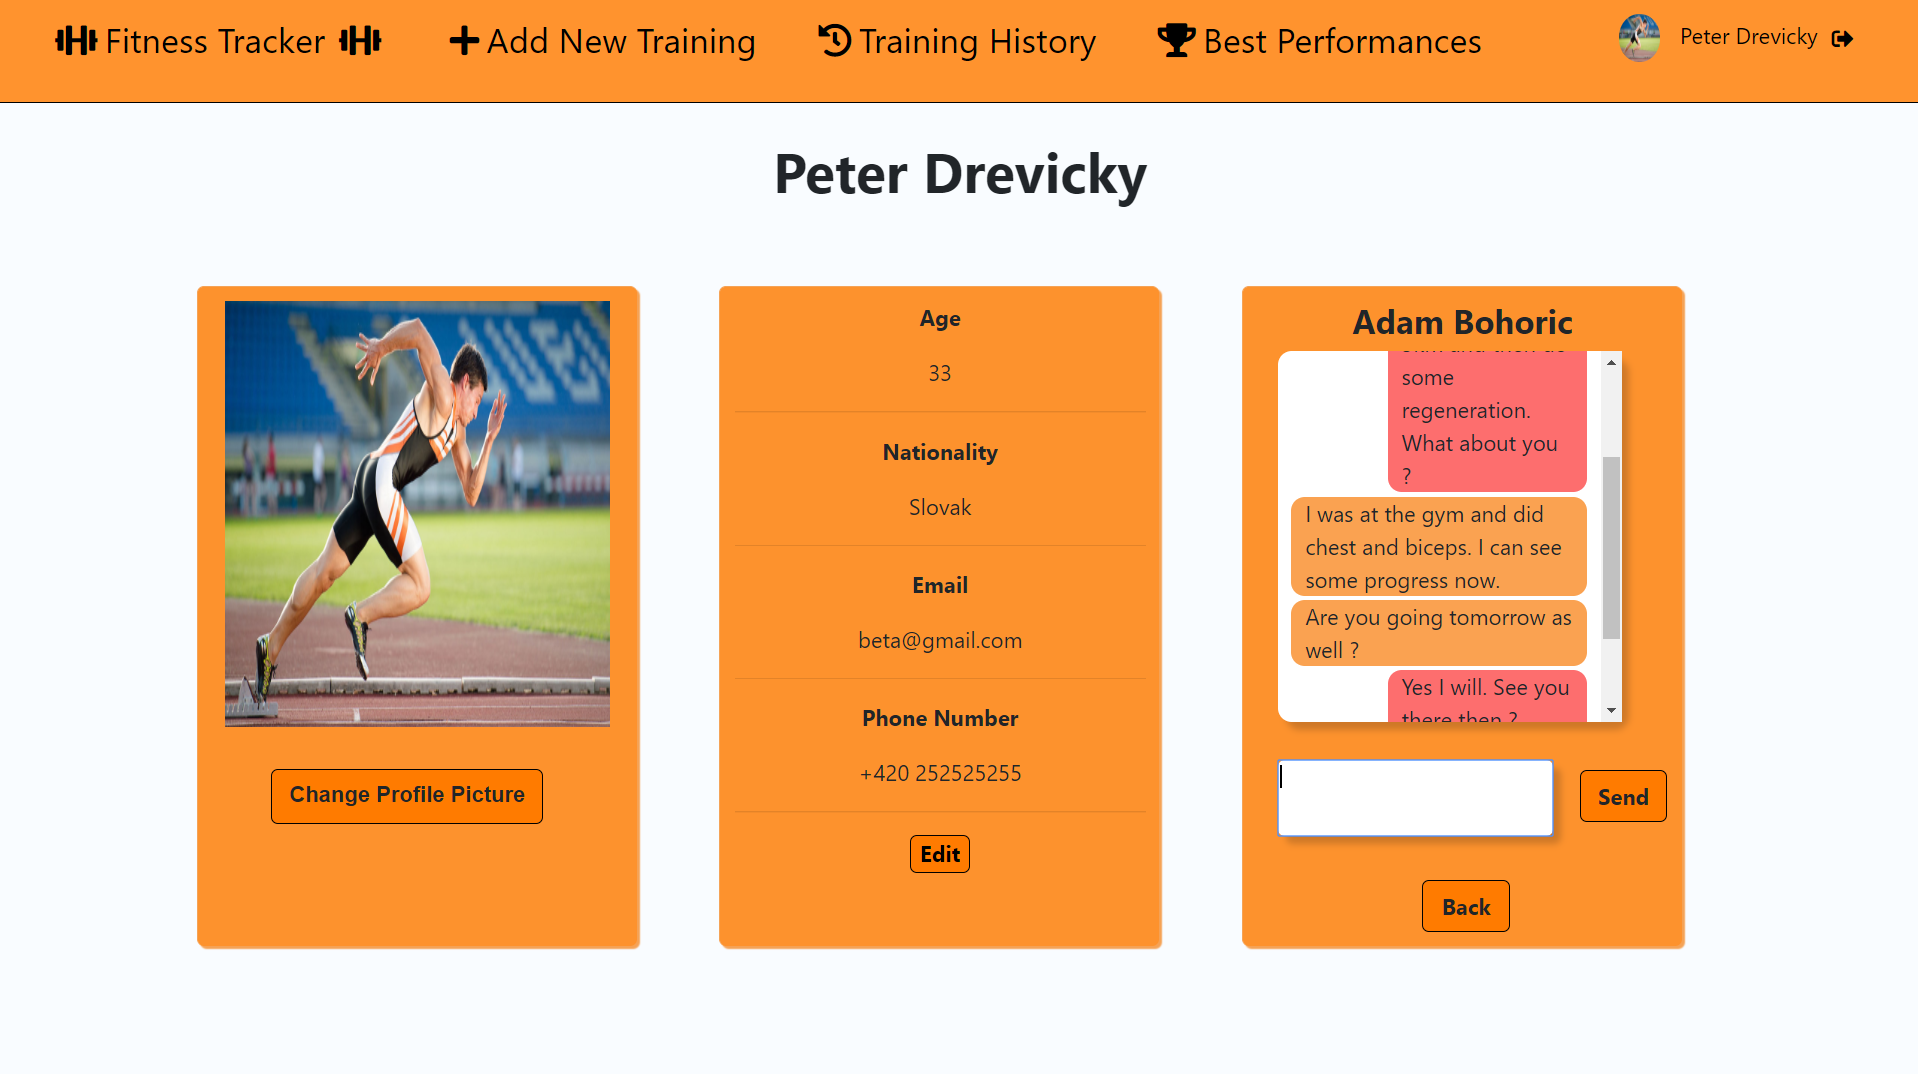 Fitness Tracker
Add New Training
Training History
Best Performances
Peter Drevicky
Peter Drevicky
Change Profile Picture
Age
33
Nationality
Slovak
Email
beta@gmail.com
Phone Number
+420 252525255
Edit
Adam Bohoric
some
regeneration.
What about you
?
I was at the gym and did
chest and biceps. I can see
some progress now.
Are you going tomorrow as
well ?
Yes I will. See you
there then ?
Send
Back